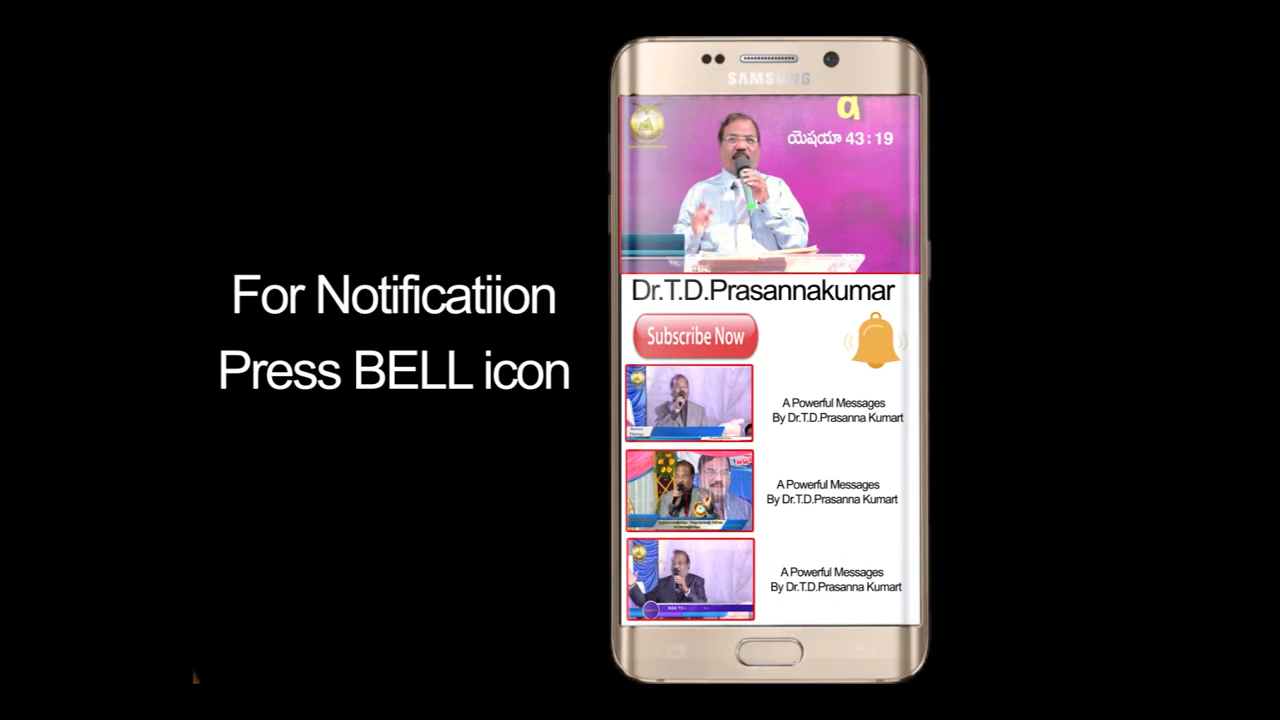 For Notificatiion
Press BELL icon
SAMSUNG
యెషయా 43 : 19
Dr.T.D.Prasannakumar
Subscribe Now
A Powerful Messages
By Dr.T.D.Prasanna Kumart
A Powerful Messages
By Dr.T.D.Prasanna Kumart
A Powerful Messages
By Dr.T.D.Prasanna Kumart